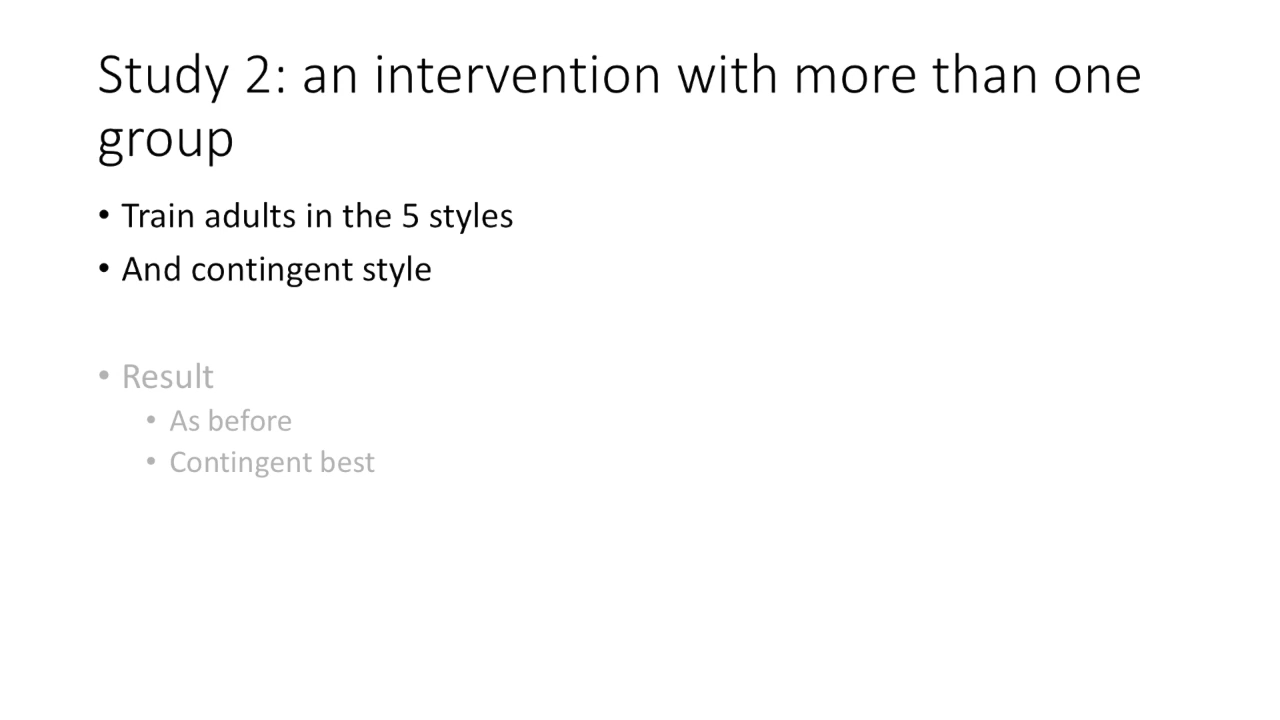 Study 2: an intervention with more than one
group
• Train adults in the 5 styles
• And contingent style
• Result
• As before
• Contingent best